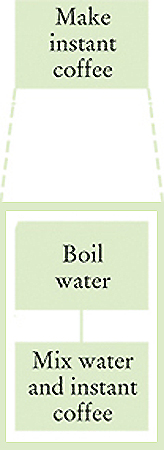 Make
instant
coffee
Boil
water
Mix water
and instant
coffee